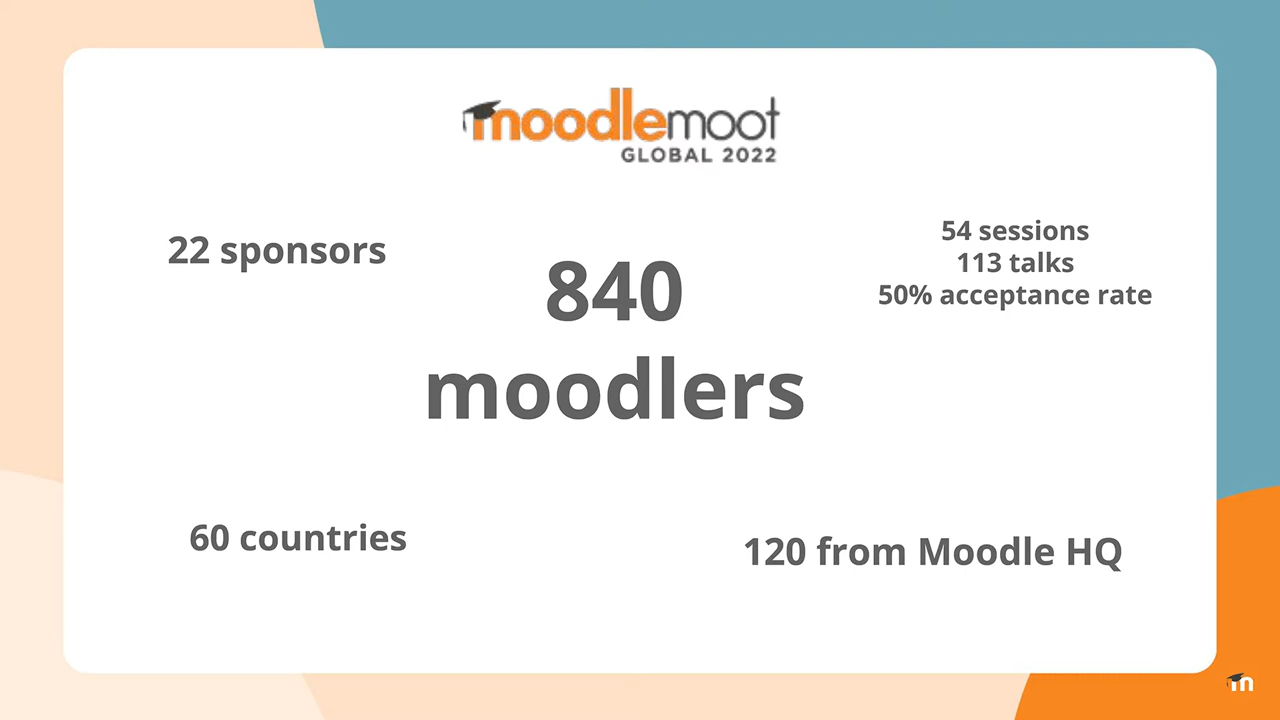 moodlemoot
GLOBAL 2022
22 sponsors
54 sessions
113 talks
50% acceptance rate
840
moodlers
60 countries
120 from Moodle HQ
m